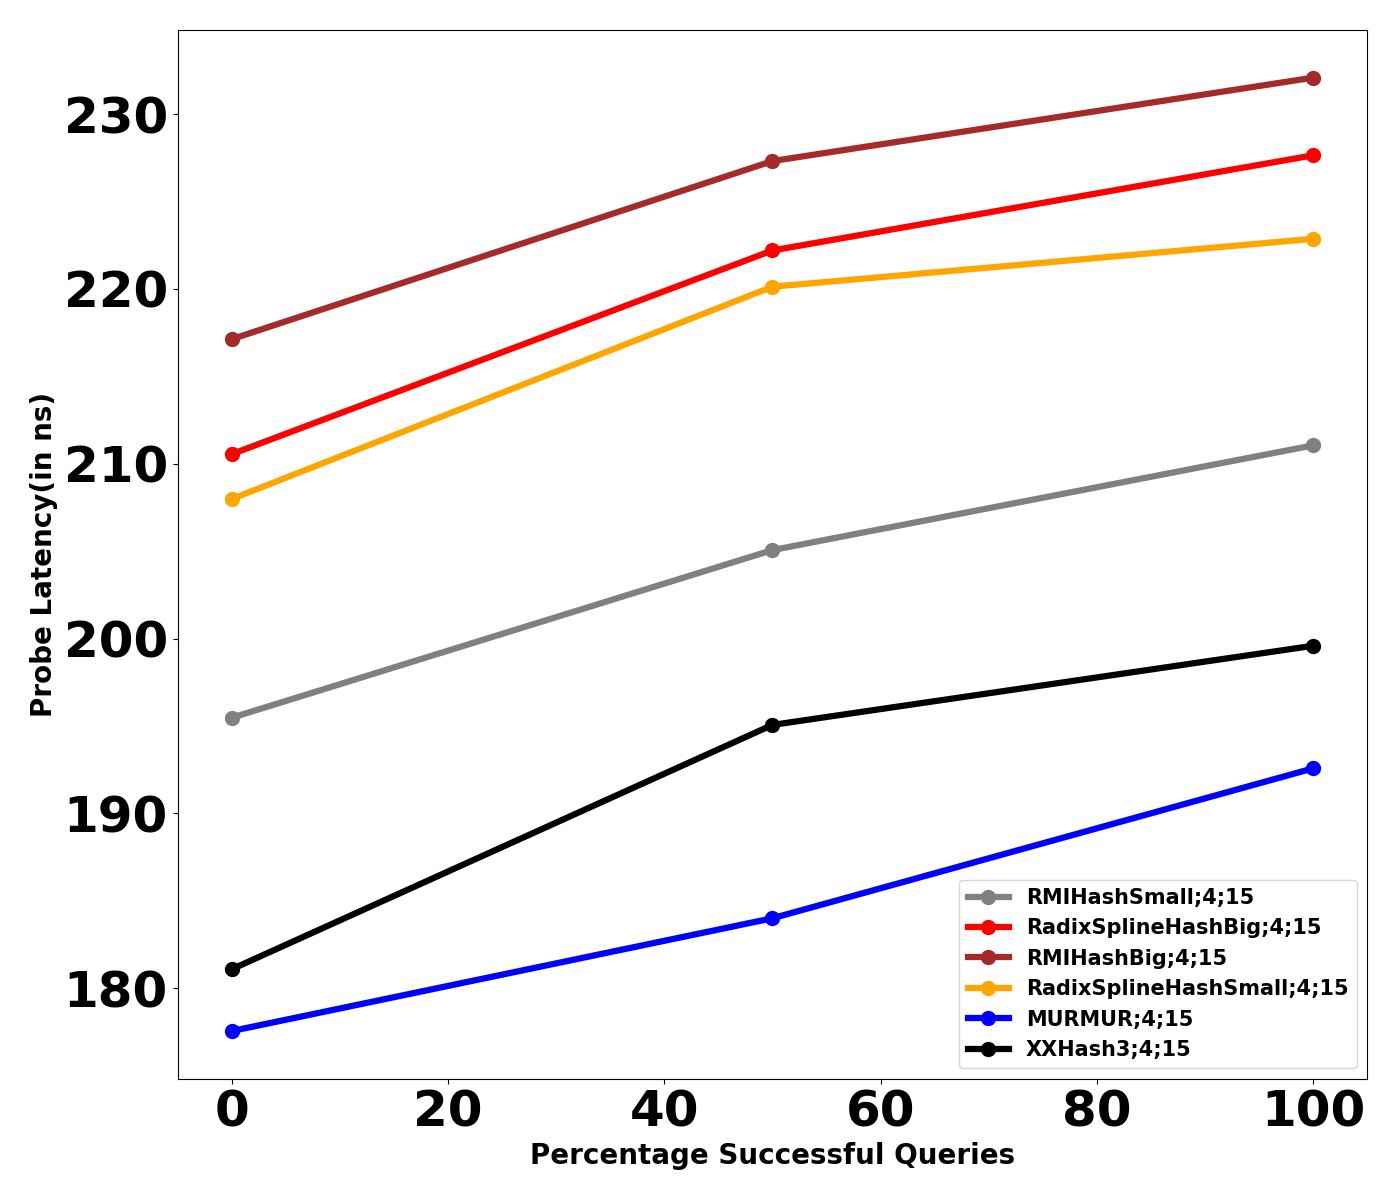 230
220
210
200
190
180
Probe Latency(in ns)
0 20 40 60 80 100
Percentage Successful Queries
RMIHashSmall;4;15
RadixSplineHashBig;4;15
RMIHashBig;4;15
RadixSplineHashSmall;4;15
MURMUR;4;15
XXHash3;4;15